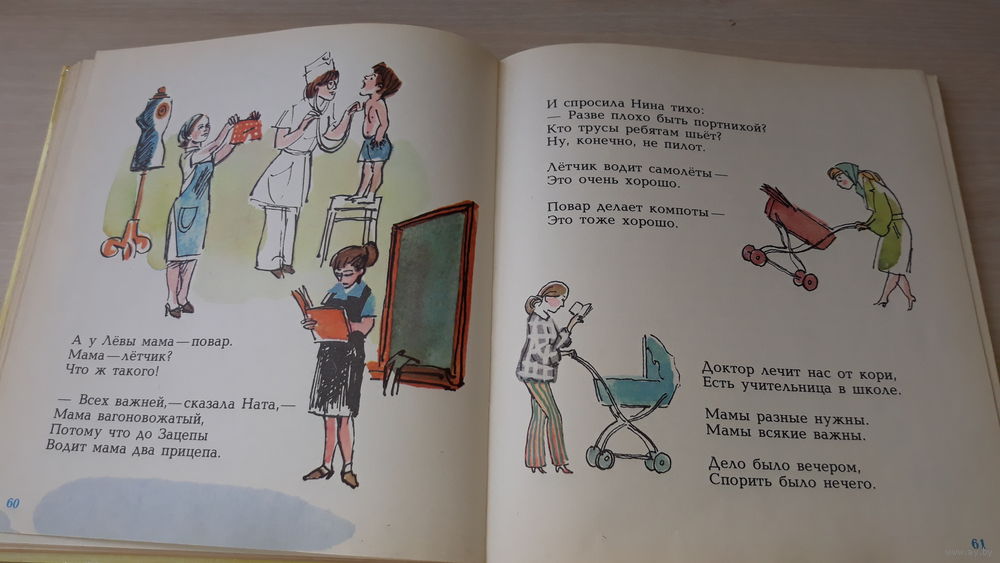 А у Лёвы мама — повар.
Мама — лётчик?
Что ж такого!
— Всех важней, — сказала Ната, —
Мама вагоновожатый,
Потому что до Зацепы
Водит мама два прицепа.
60
И спросила Нина тихо:
— Разве плохо быть портнихой?
Кто трусы ребятам шьёт?
Ну, конечно, не пилот.
Лётчик водит самолёты —
Это очень хорошо.
Повар делает компоты —
Это тоже хорошо.
Доктор лечит нас от кори,
Есть учительница в школе.
Мамы разные нужны.
Мамы всякие важны.
Дело было вечером,
Спорить было нечего.
61
www.ay.by